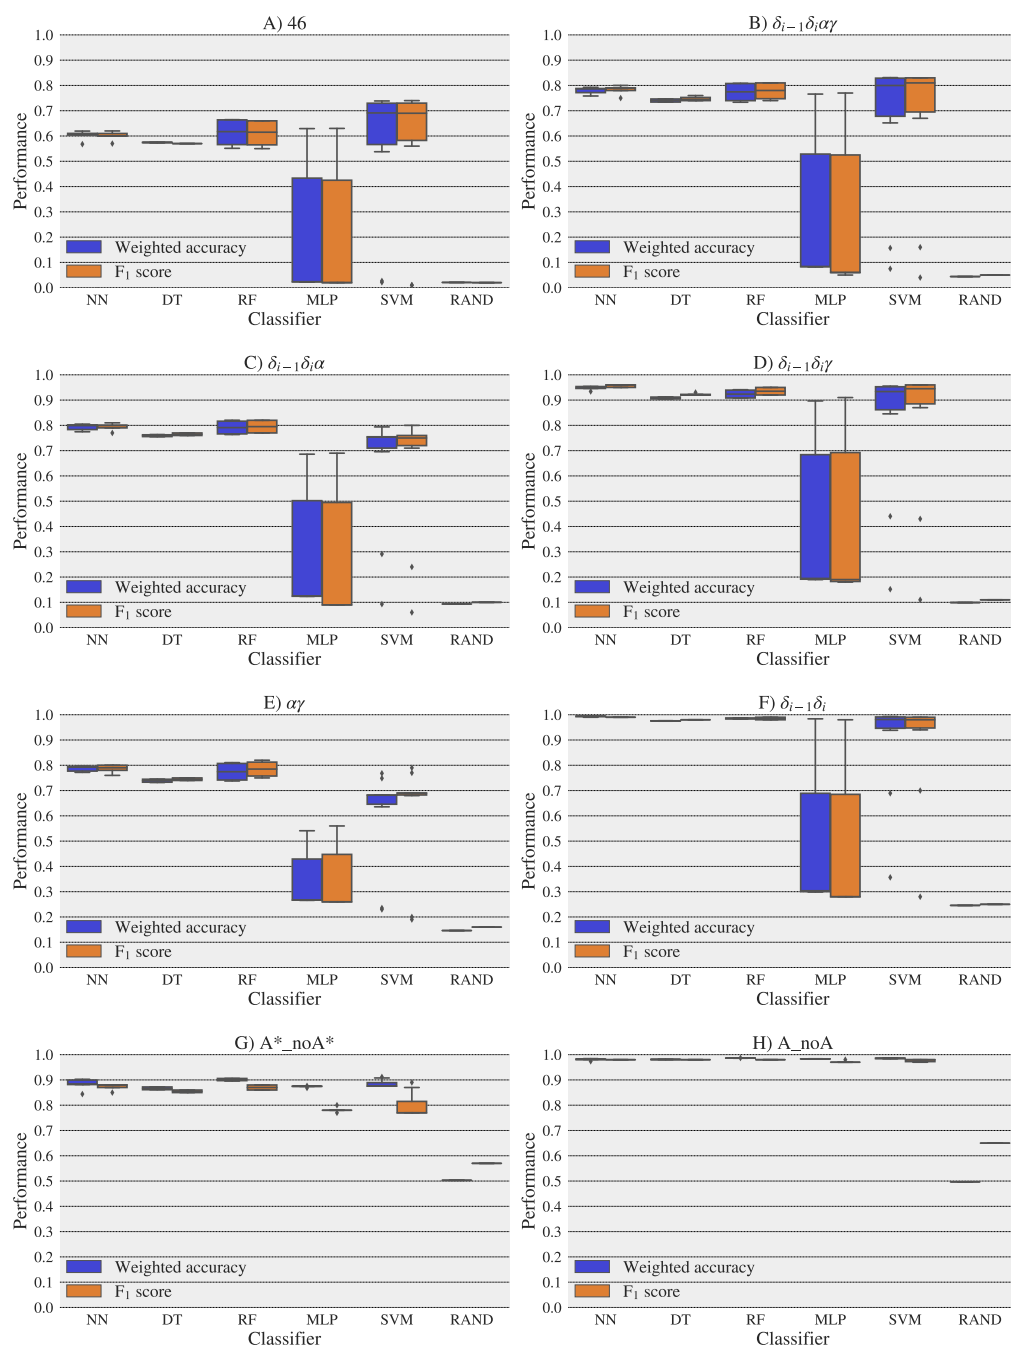 A) 46
1.0
0.9
0.8
0.7
0.6
0.5
0.4
0.3
0.2
0.1
0.0
Performance
Weighted accuracy
F₁ score
NN DT RF MLP SVM RAND
Classifier
B) δᵢ₋₁δᵢαγ
1.0
0.9
0.8
0.7
0.6
0.5
0.4
0.3
0.2
0.1
0.0
Performance
Weighted accuracy
F₁ score
NN DT RF MLP SVM RAND
Classifier
C) δᵢ₋₁δᵢα
1.0
0.9
0.8
0.7
0.6
0.5
0.4
0.3
0.2
0.1
0.0
Performance
Weighted accuracy
F₁ score
NN DT RF MLP SVM RAND
Classifier
D) δᵢ₋₁δᵢγ
1.0
0.9
0.8
0.7
0.6
0.5
0.4
0.3
0.2
0.1
0.0
Performance
Weighted accuracy
F₁ score
NN DT RF MLP SVM RAND
Classifier
E) αγ
1.0
0.9
0.8
0.7
0.6
0.5
0.4
0.3
0.2
0.1
0.0
Performance
Weighted accuracy
F₁ score
NN DT RF MLP SVM RAND
Classifier
F) δᵢ₋₁δᵢ
1.0
0.9
0.8
0.7
0.6
0.5
0.4
0.3
0.2
0.1
0.0
Performance
Weighted accuracy
F₁ score
NN DT RF MLP SVM RAND
Classifier
G) A*_noA*
1.0
0.9
0.8
0.7
0.6
0.5
0.4
0.3
0.2
0.1
0.0
Performance
Weighted accuracy
F₁ score
NN DT RF MLP SVM RAND
Classifier
H) A_noA
1.0
0.9
0.8
0.7
0.6
0.5
0.4
0.3
0.2
0.1
0.0
Performance
Weighted accuracy
F₁ score
NN DT RF MLP SVM RAND
Classifier